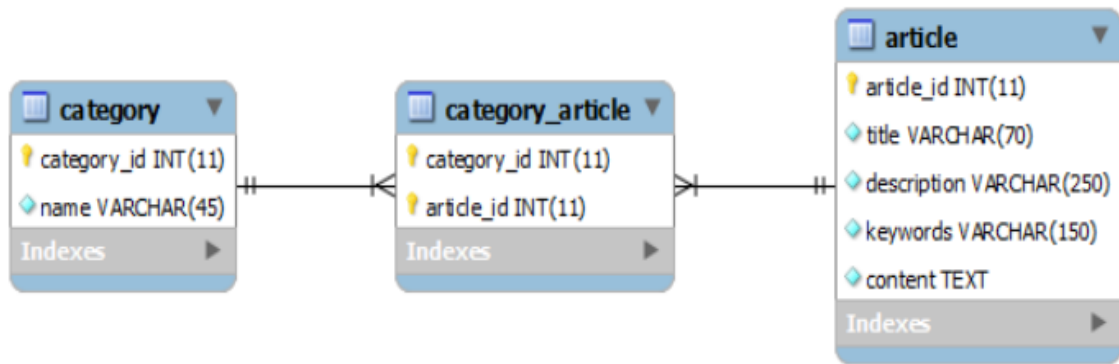 category
category_id INT(11)
name VARCHAR(45)
Indexes
category_article
category_id INT(11)
article_id INT(11)
Indexes
article
article_id INT(11)
title VARCHAR(70)
description VARCHAR(250)
keywords VARCHAR(150)
content TEXT
Indexes